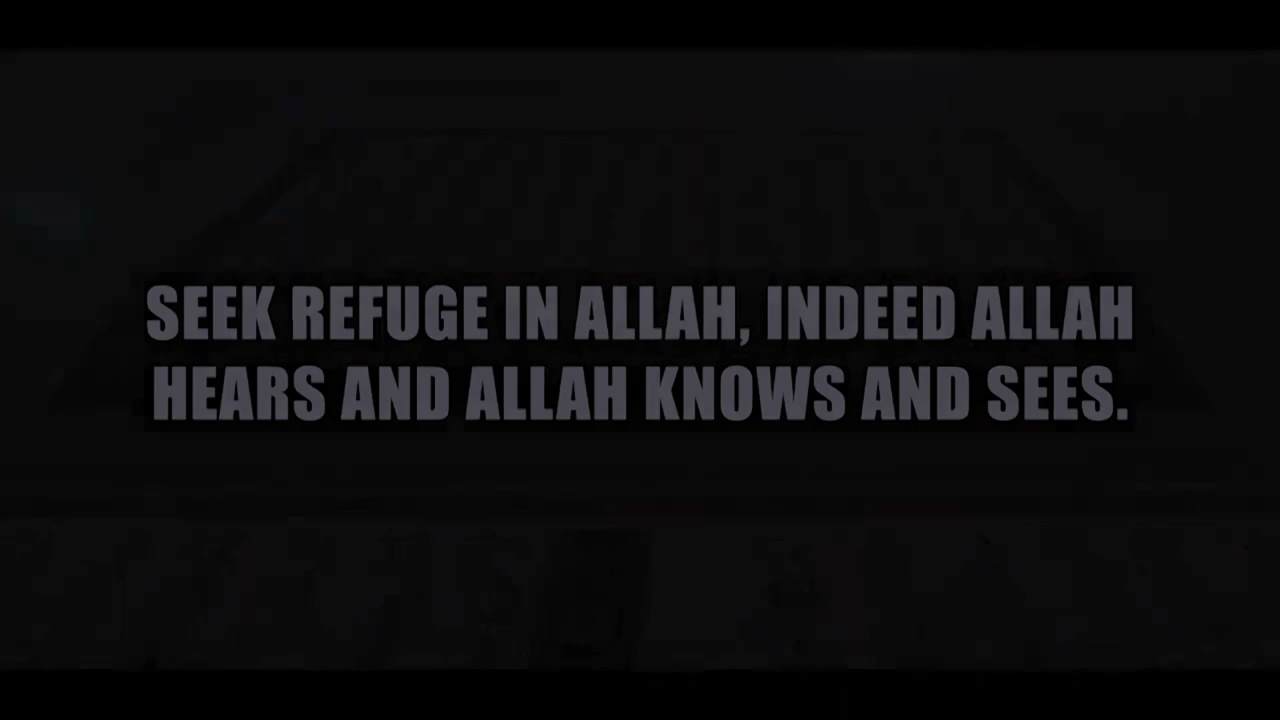 SEEK REFUGE IN ALLAH, INDEED ALLAH
HEARS AND ALLAH KNOWS AND SEES.